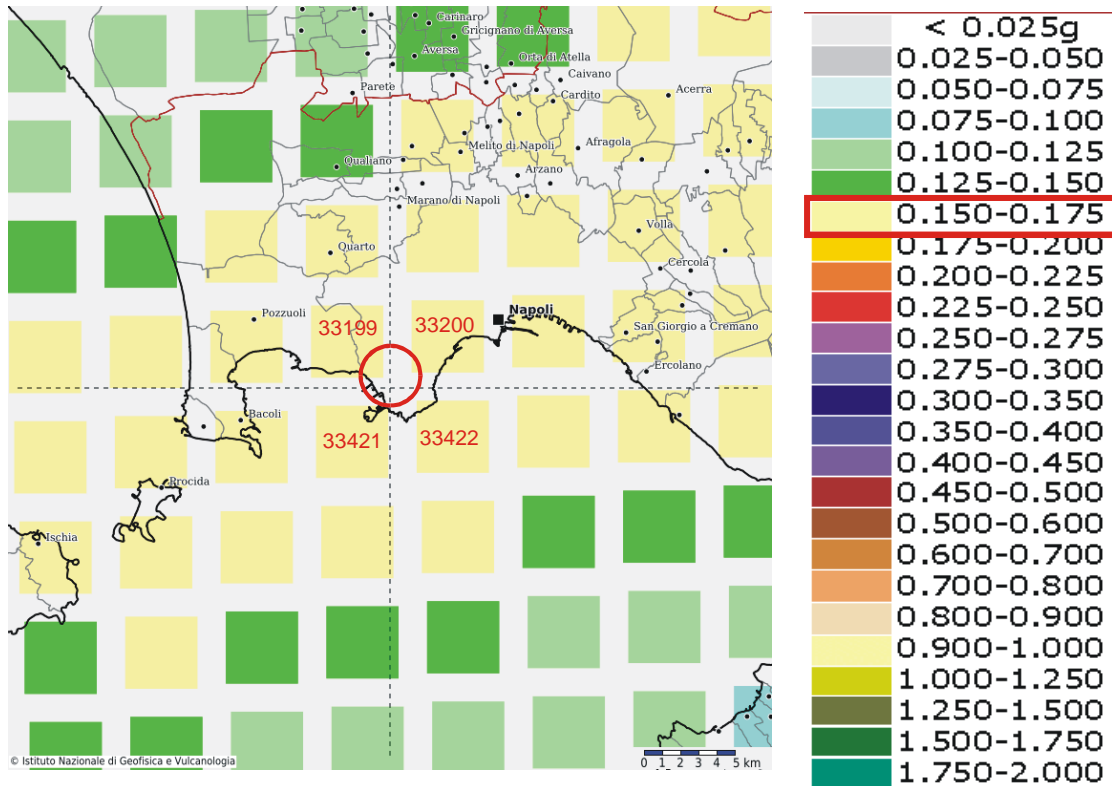 Carinaro
Gricignano di Aversa
Aversa
Orta di Atella
Caivano
Parete
Cardito
Acerra
Melito di Napoli
Afragola
Qualiano
Arzano
Marano di Napoli
Volla
Quarto
Cercola
Napoli
Pozzuoli
33199
33200
San Giorgio a Cremano
Ercolano
Bacoli
33421
33422
Procida
Ischia
© Istituto Nazionale di Geofisica e Vulcanologia
0 1 2 3 4 5 km
< 0.025g
0.025-0.050
0.050-0.075
0.075-0.100
0.100-0.125
0.125-0.150
0.150-0.175
0.175-0.200
0.200-0.225
0.225-0.250
0.250-0.275
0.275-0.300
0.300-0.350
0.350-0.400
0.400-0.450
0.450-0.500
0.500-0.600
0.600-0.700
0.700-0.800
0.800-0.900
0.900-1.000
1.000-1.250
1.250-1.500
1.500-1.750
1.750-2.000